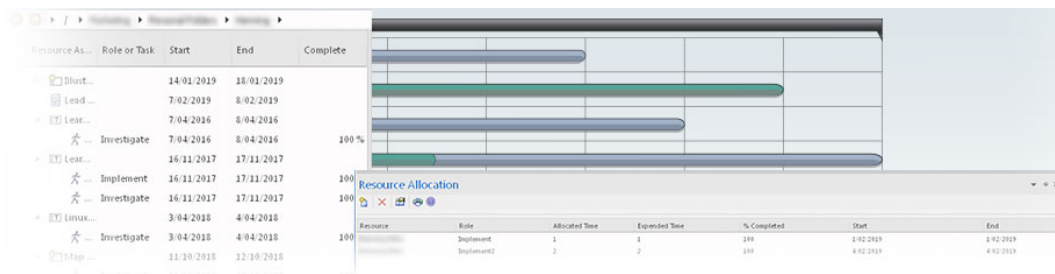 /
Resource As... Role or Task Start End Complete
Illust... 14/01/2019 18/01/2019
Lead ... 7/02/2019 8/02/2019
Lear... 7/04/2016 8/04/2016
... Investigate 7/04/2016 8/04/2016 100 %
Lear... 16/11/2017 17/11/2017
... Implement 16/11/2017 17/11/2017 100
... Investigate 16/11/2017 17/11/2017 100
Linux... 3/04/2018 4/04/2018
... Investigate 3/04/2018 4/04/2018 100
Map ... 11/10/2018 12/10/2018
Resource Allocation
Resource Role Allocated Time Expended Time % Completed Start End
Implement 1 1 100 1/02/2019 1/02/2019
Implement2 2 2 100 4/02/2019 4/02/2019